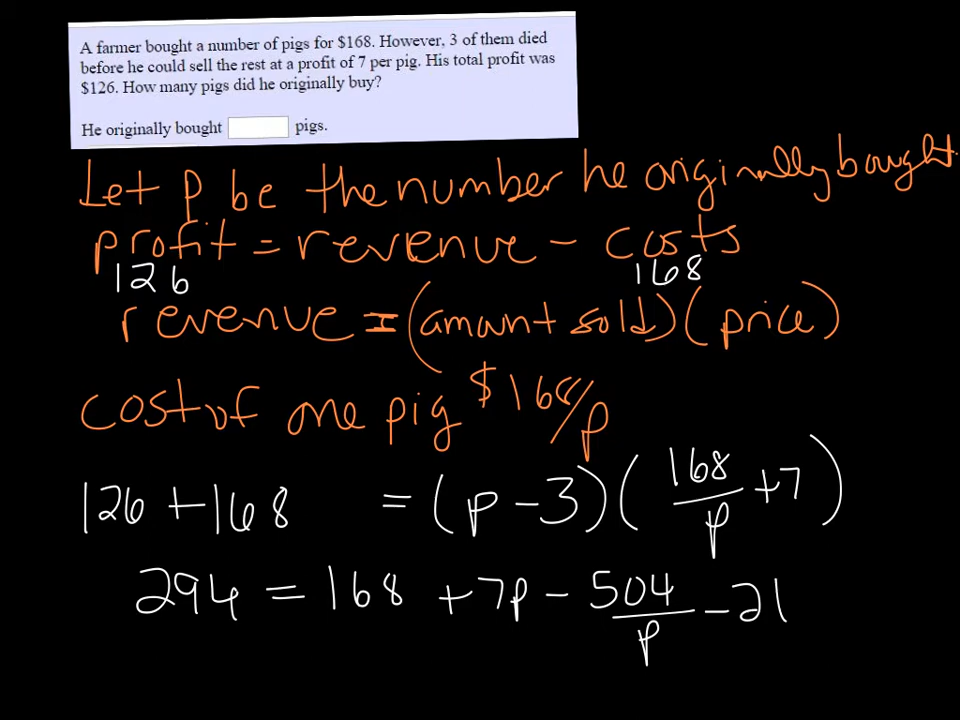 A farmer bought a number of pigs for $168. However, 3 of them died
before he could sell the rest at a profit of 7 per pig. His total profit was
$126. How many pigs did he originally buy?
He originally bought pigs.
Let p be the number he originally bought.
profit = revenue - costs
126 168
revenue = (amount sold)(price)
cost of one pig $168/p
126 + 168 = (p - 3)(168/p + 7)
294 = 168 + 7p - 504/p - 21